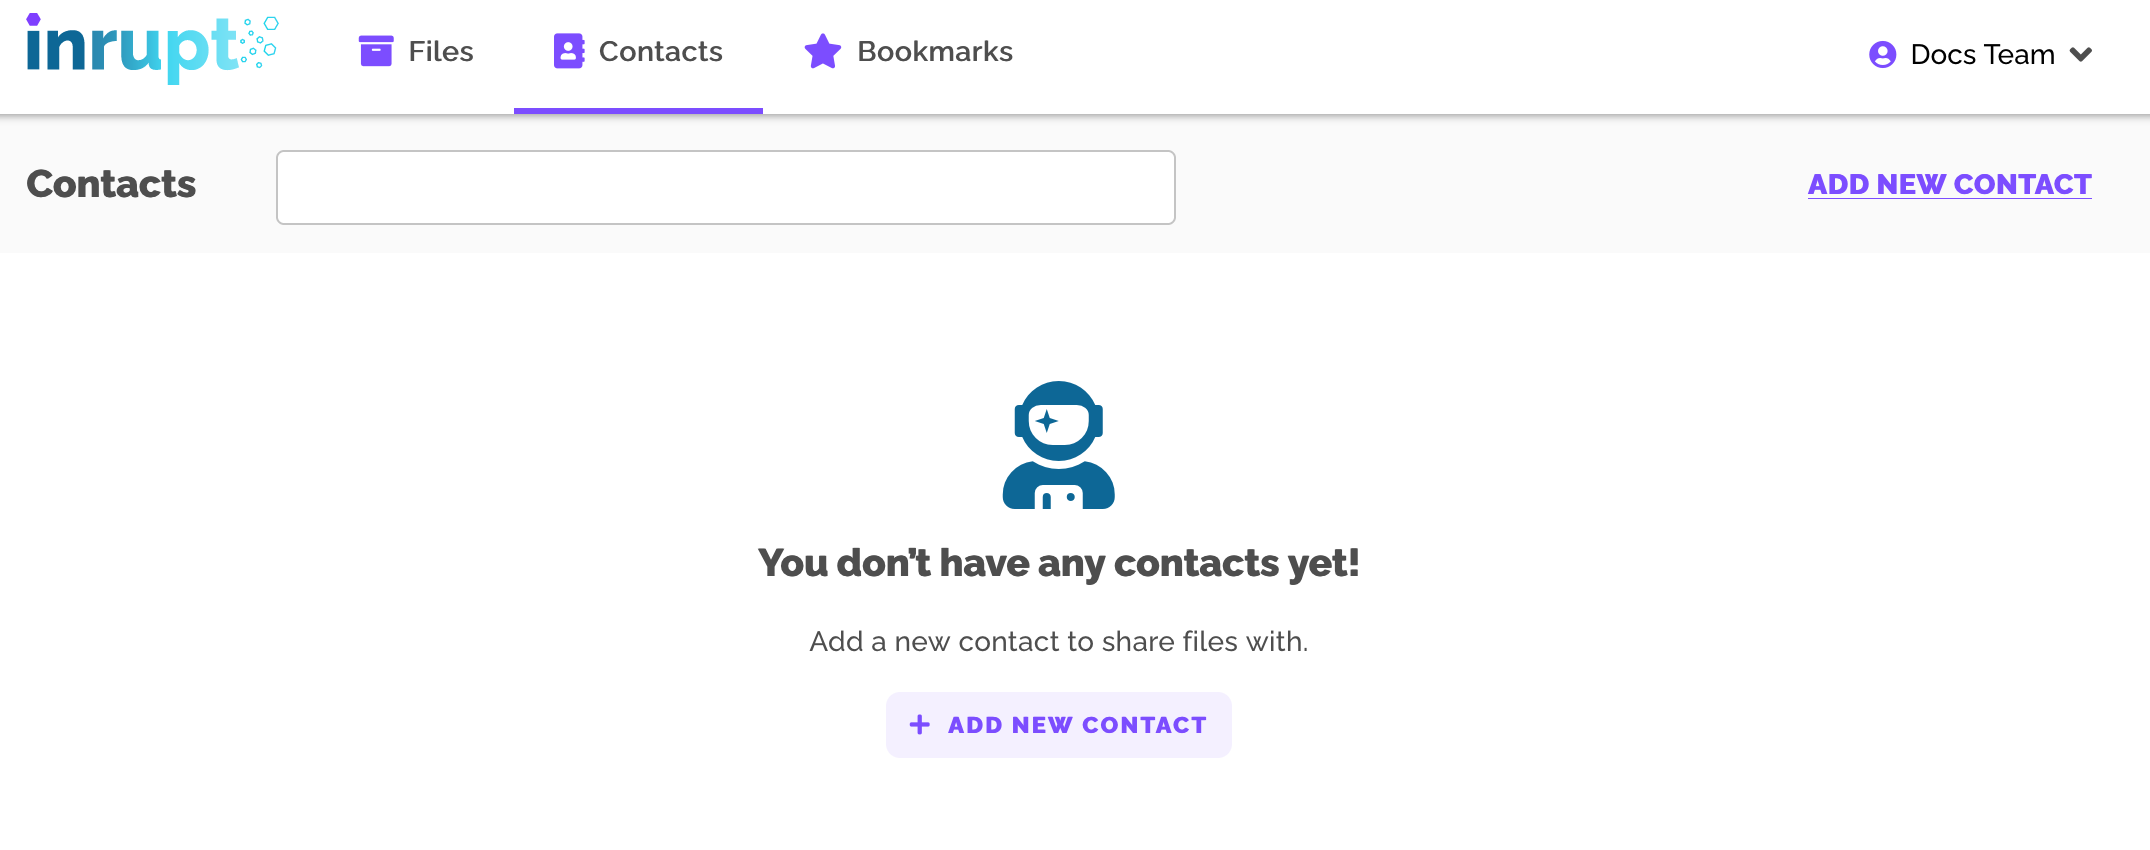 inrupt
Files
Contacts
Bookmarks
Docs Team
Contacts
ADD NEW CONTACT
You don’t have any contacts yet!
Add a new contact to share files with.
+ ADD NEW CONTACT